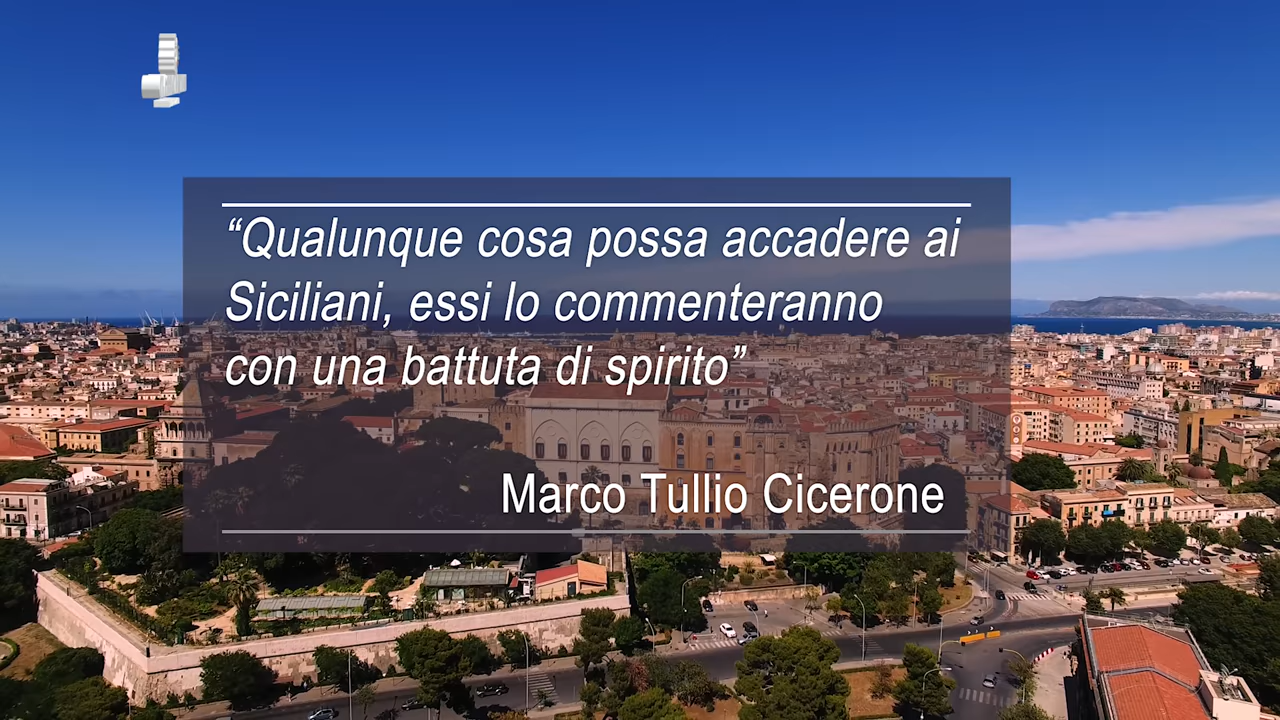 “Qualunque cosa possa accadere ai
Siciliani, essi lo commenteranno
con una battuta di spirito”
Marco Tullio Cicerone